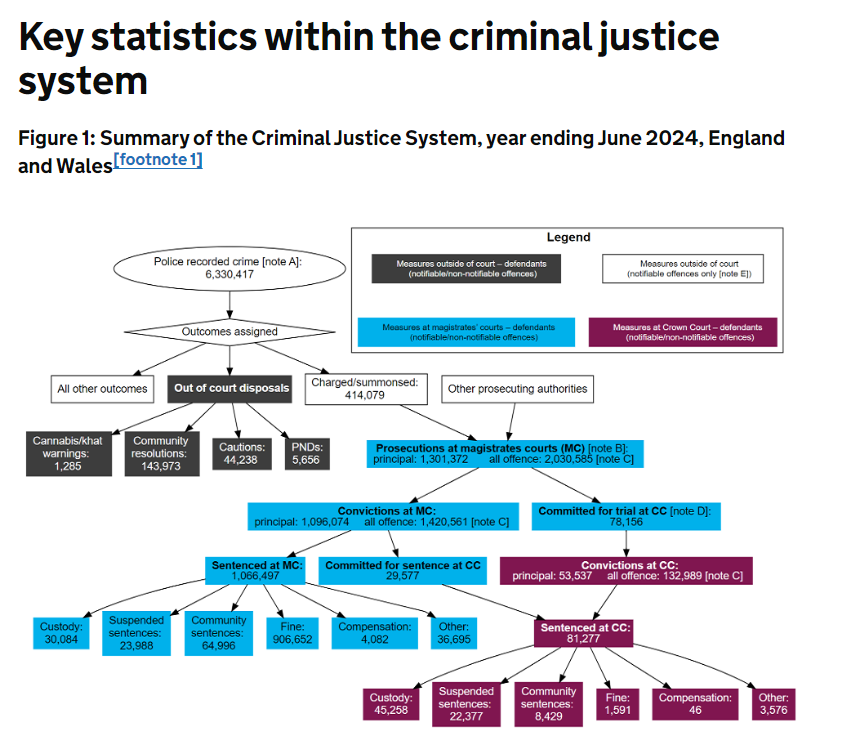 Key statistics within the criminal justice
system
Figure 1: Summary of the Criminal Justice System, year ending June 2024, England
and Wales[footnote 1]
Legend
Measures outside of court – defendants
(notifiable/non-notifiable offences)
Measures outside of court
(notifiable offences only [note E])
Measures at magistrates' courts – defendants
(notifiable/non-notifiable offences)
Measures at Crown Court – defendants
(notifiable/non-notifiable offences)
Police recorded crime [note A]:
6,330,417
Outcomes assigned
All other outcomes
Out of court disposals
Charged/summonsed:
414,079
Other prosecuting authorities
Cannabis/khat
warnings:
1,285
Community
resolutions:
143,973
Cautions:
44,238
PNDs:
5,656
Prosecutions at magistrates courts (MC) [note B]:
principal: 1,301,372 all offence: 2,030,585 [note C]
Convictions at MC:
principal: 1,096,074 all offence: 1,420,561 [note C]
Committed for trial at CC [note D]:
78,156
Sentenced at MC:
1,066,497
Committed for sentence at CC
29,577
Convictions at CC:
principal: 53,537 all offence: 132,989 [note C]
Custody:
30,084
Suspended
sentences:
23,988
Community
sentences:
64,996
Fine:
906,652
Compensation:
4,082
Other:
36,695
Sentenced at CC:
81,277
Custody:
45,258
Suspended
sentences:
22,377
Community
sentences:
8,429
Fine:
1,591
Compensation:
46
Other:
3,576